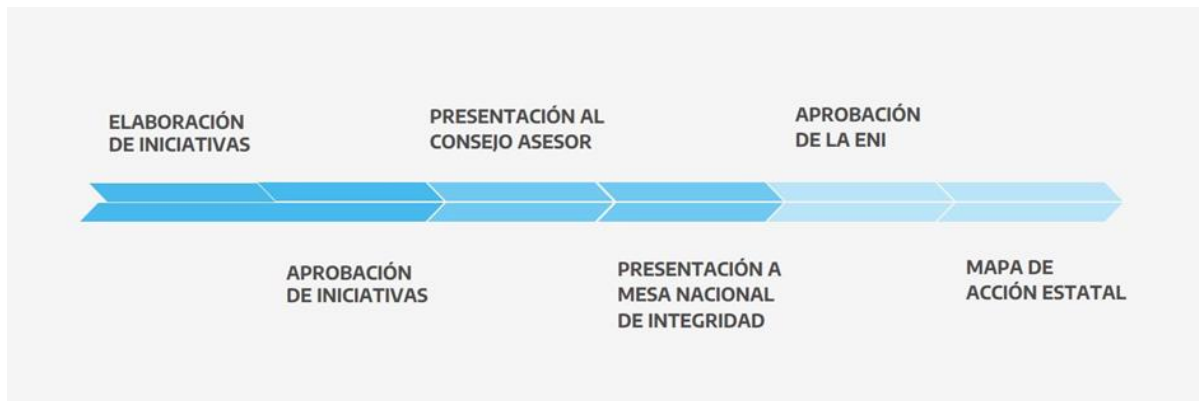 ELABORACIÓN
DE INICIATIVAS
APROBACIÓN
DE INICIATIVAS
PRESENTACIÓN AL
CONSEJO ASESOR
PRESENTACIÓN A
MESA NACIONAL
DE INTEGRIDAD
APROBACIÓN
DE LA ENI
MAPA DE
ACCIÓN ESTATAL